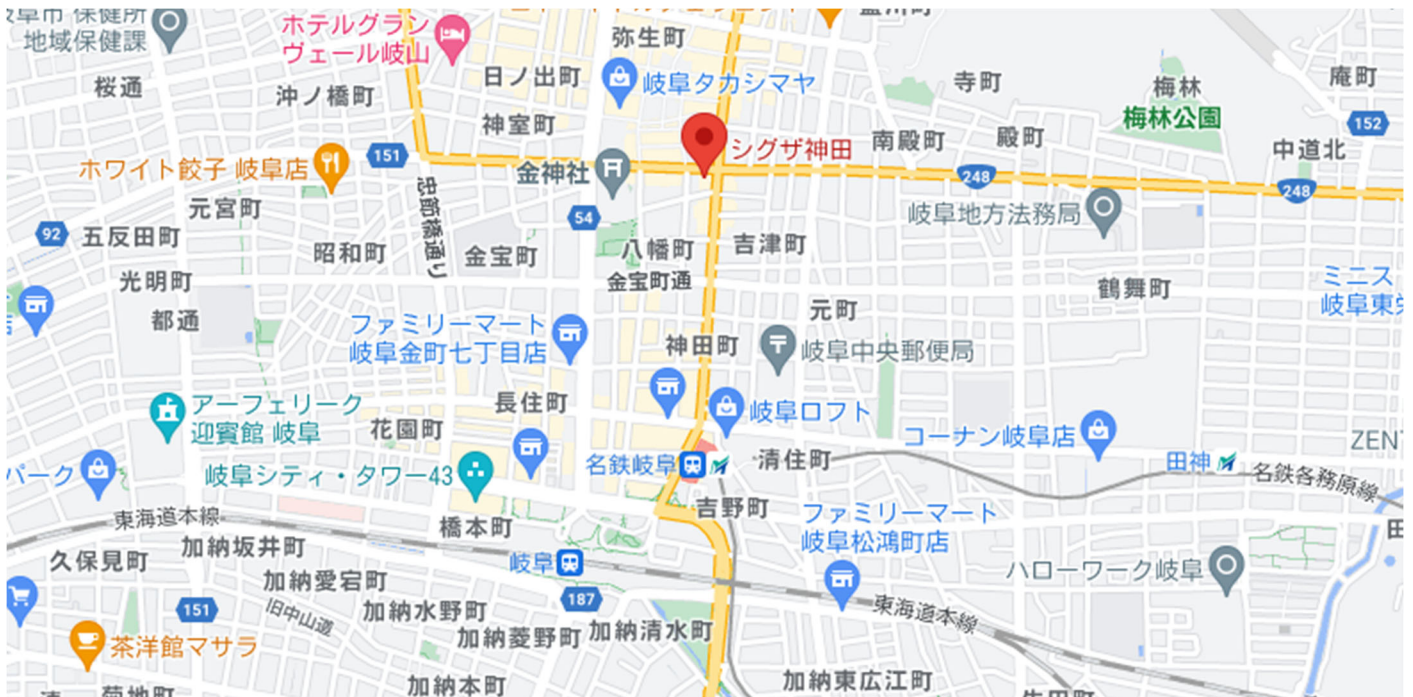 地域保健課
ホテルグラン
ヴェール岐山
弥生町
桜通
沖ノ橋町
日ノ出町
岐阜タカシマヤ
寺町
梅林
梅林公園
庵町
152
神室町
シグザ神田
南殿町
殿町
中道北
151
ホワイト餃子 岐阜店
金神社
248
248
元宮町
忠節橋通り
54
岐阜地方法務局
92
五反田町
昭和町
金宝町
八幡町
吉津町
金宝町通
光明町
鶴舞町
ミニス
岐阜東栄
都通
元町
ファミリーマート
岐阜金町七丁目店
神田町
岐阜中央郵便局
アーフェリーク
迎賓館 岐阜
長住町
岐阜ロフト
花園町
コーナン岐阜店
ZENT
パーク
岐阜シティ・タワー43
名鉄岐阜
清住町
田神
名鉄各務原線
東海道本線
橋本町
吉野町
ファミリーマート
岐阜松鴻町店
久保見町
加納坂井町
岐阜
ハローワーク岐阜
加納愛宕町
151
旧中山道
加納水野町
187
東海道本線
加納菱野町
加納清水町
茶洋館マサラ
加納本町
加納東広江町
菊地町